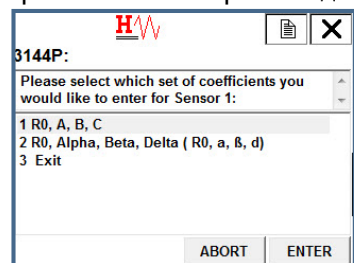 H
3144P:
Please select which set of coefficients you
would like to enter for Sensor 1:
1 R0, A, B, C
2 R0, Alpha, Beta, Delta ( R0, a, ß, d)
3 Exit
ABORT ENTER